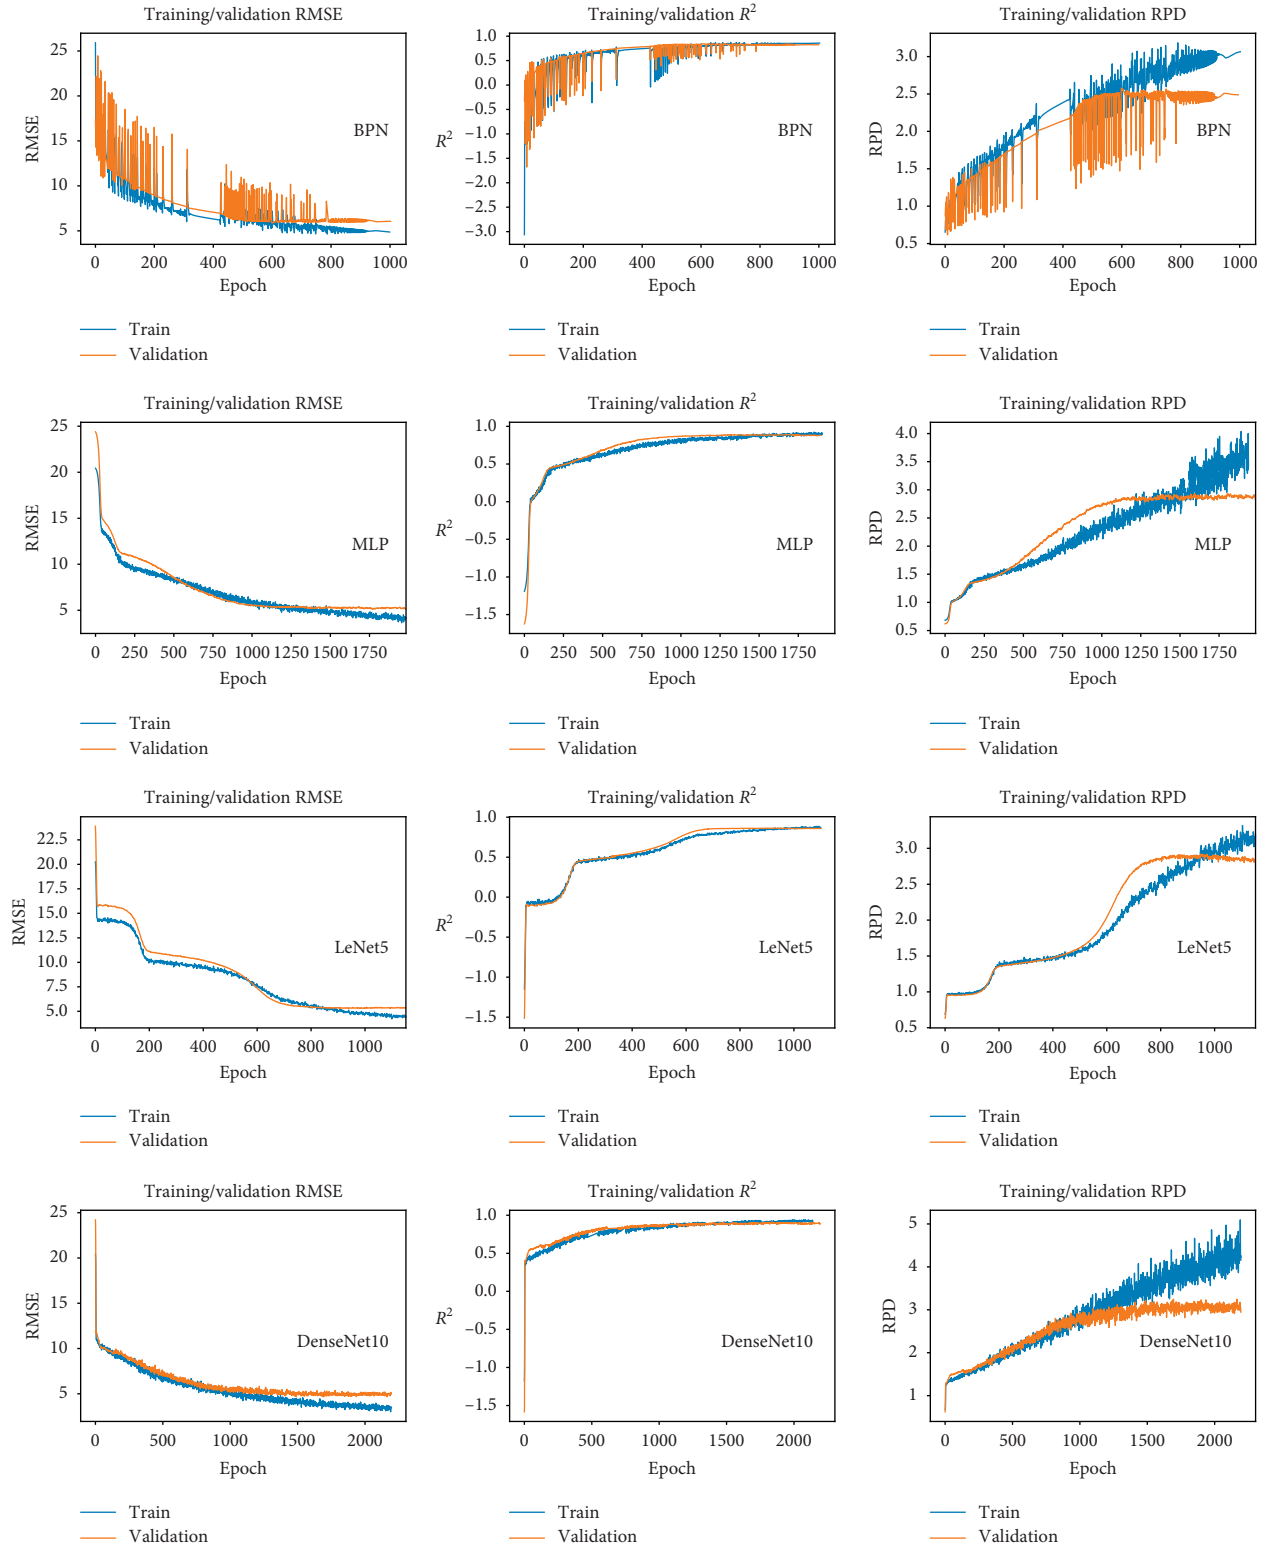 Training/validation RMSE
25
20
15
10
5
RMSE
BPN
0 200 400 600 800 1000
Epoch
Train
Validation
Training/validation R²
1.0
0.5
0.0
−0.5
−1.0
−1.5
−2.0
−2.5
−3.0
R²
BPN
0 200 400 600 800 1000
Epoch
Train
Validation
Training/validation RPD
3.0
2.5
2.0
1.5
1.0
0.5
RPD
BPN
0 200 400 600 800 1000
Epoch
Train
Validation
Training/validation RMSE
25
20
15
10
5
RMSE
MLP
0 250 500 750 1000 1250 1500 1750
Epoch
Train
Validation
Training/validation R²
1.0
0.5
0.0
−0.5
−1.0
−1.5
R²
MLP
0 250 500 750 1000 1250 1500 1750
Epoch
Train
Validation
Training/validation RPD
4.0
3.5
3.0
2.5
2.0
1.5
1.0
0.5
RPD
MLP
0 250 500 750 1000 1250 1500 1750
Epoch
Train
Validation
Training/validation RMSE
22.5
20.0
17.5
15.0
12.5
10.0
7.5
5.0
RMSE
LeNet5
0 200 400 600 800 1000
Epoch
Train
Validation
Training/validation R²
1.0
0.5
0.0
−0.5
−1.0
−1.5
R²
LeNet5
0 200 400 600 800 1000
Epoch
Train
Validation
Training/validation RPD
3.0
2.5
2.0
1.5
1.0
0.5
RPD
LeNet5
0 200 400 600 800 1000
Epoch
Train
Validation
Training/validation RMSE
25
20
15
10
5
RMSE
DenseNet10
0 500 1000 1500 2000
Epoch
Train
Validation
Training/validation R²
1.0
0.5
0.0
−0.5
−1.0
−1.5
R²
DenseNet10
0 500 1000 1500 2000
Epoch
Train
Validation
Training/validation RPD
5
4
3
2
1
RPD
DenseNet10
0 500 1000 1500 2000
Epoch
Train
Validation